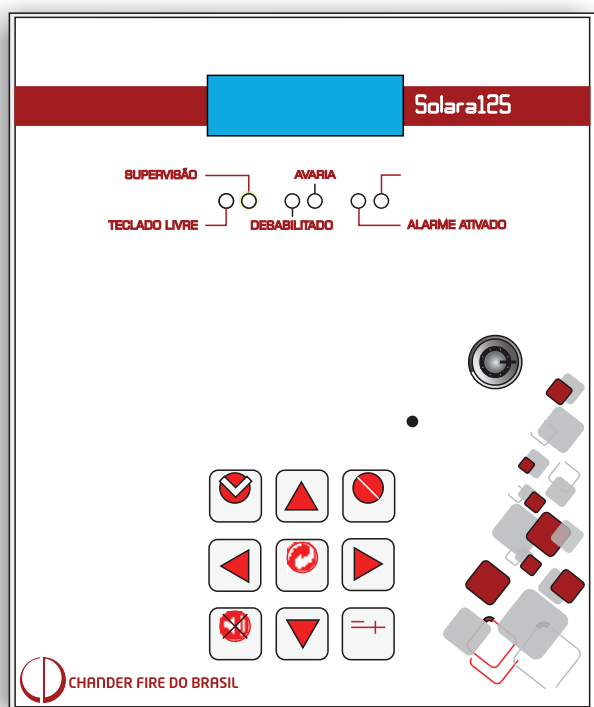 Solara125
SUPERVISÃO
AVARIA
TECLADO LIVRE
DESABILITADO
ALARME ATIVADO
CHANDER FIRE DO BRASIL